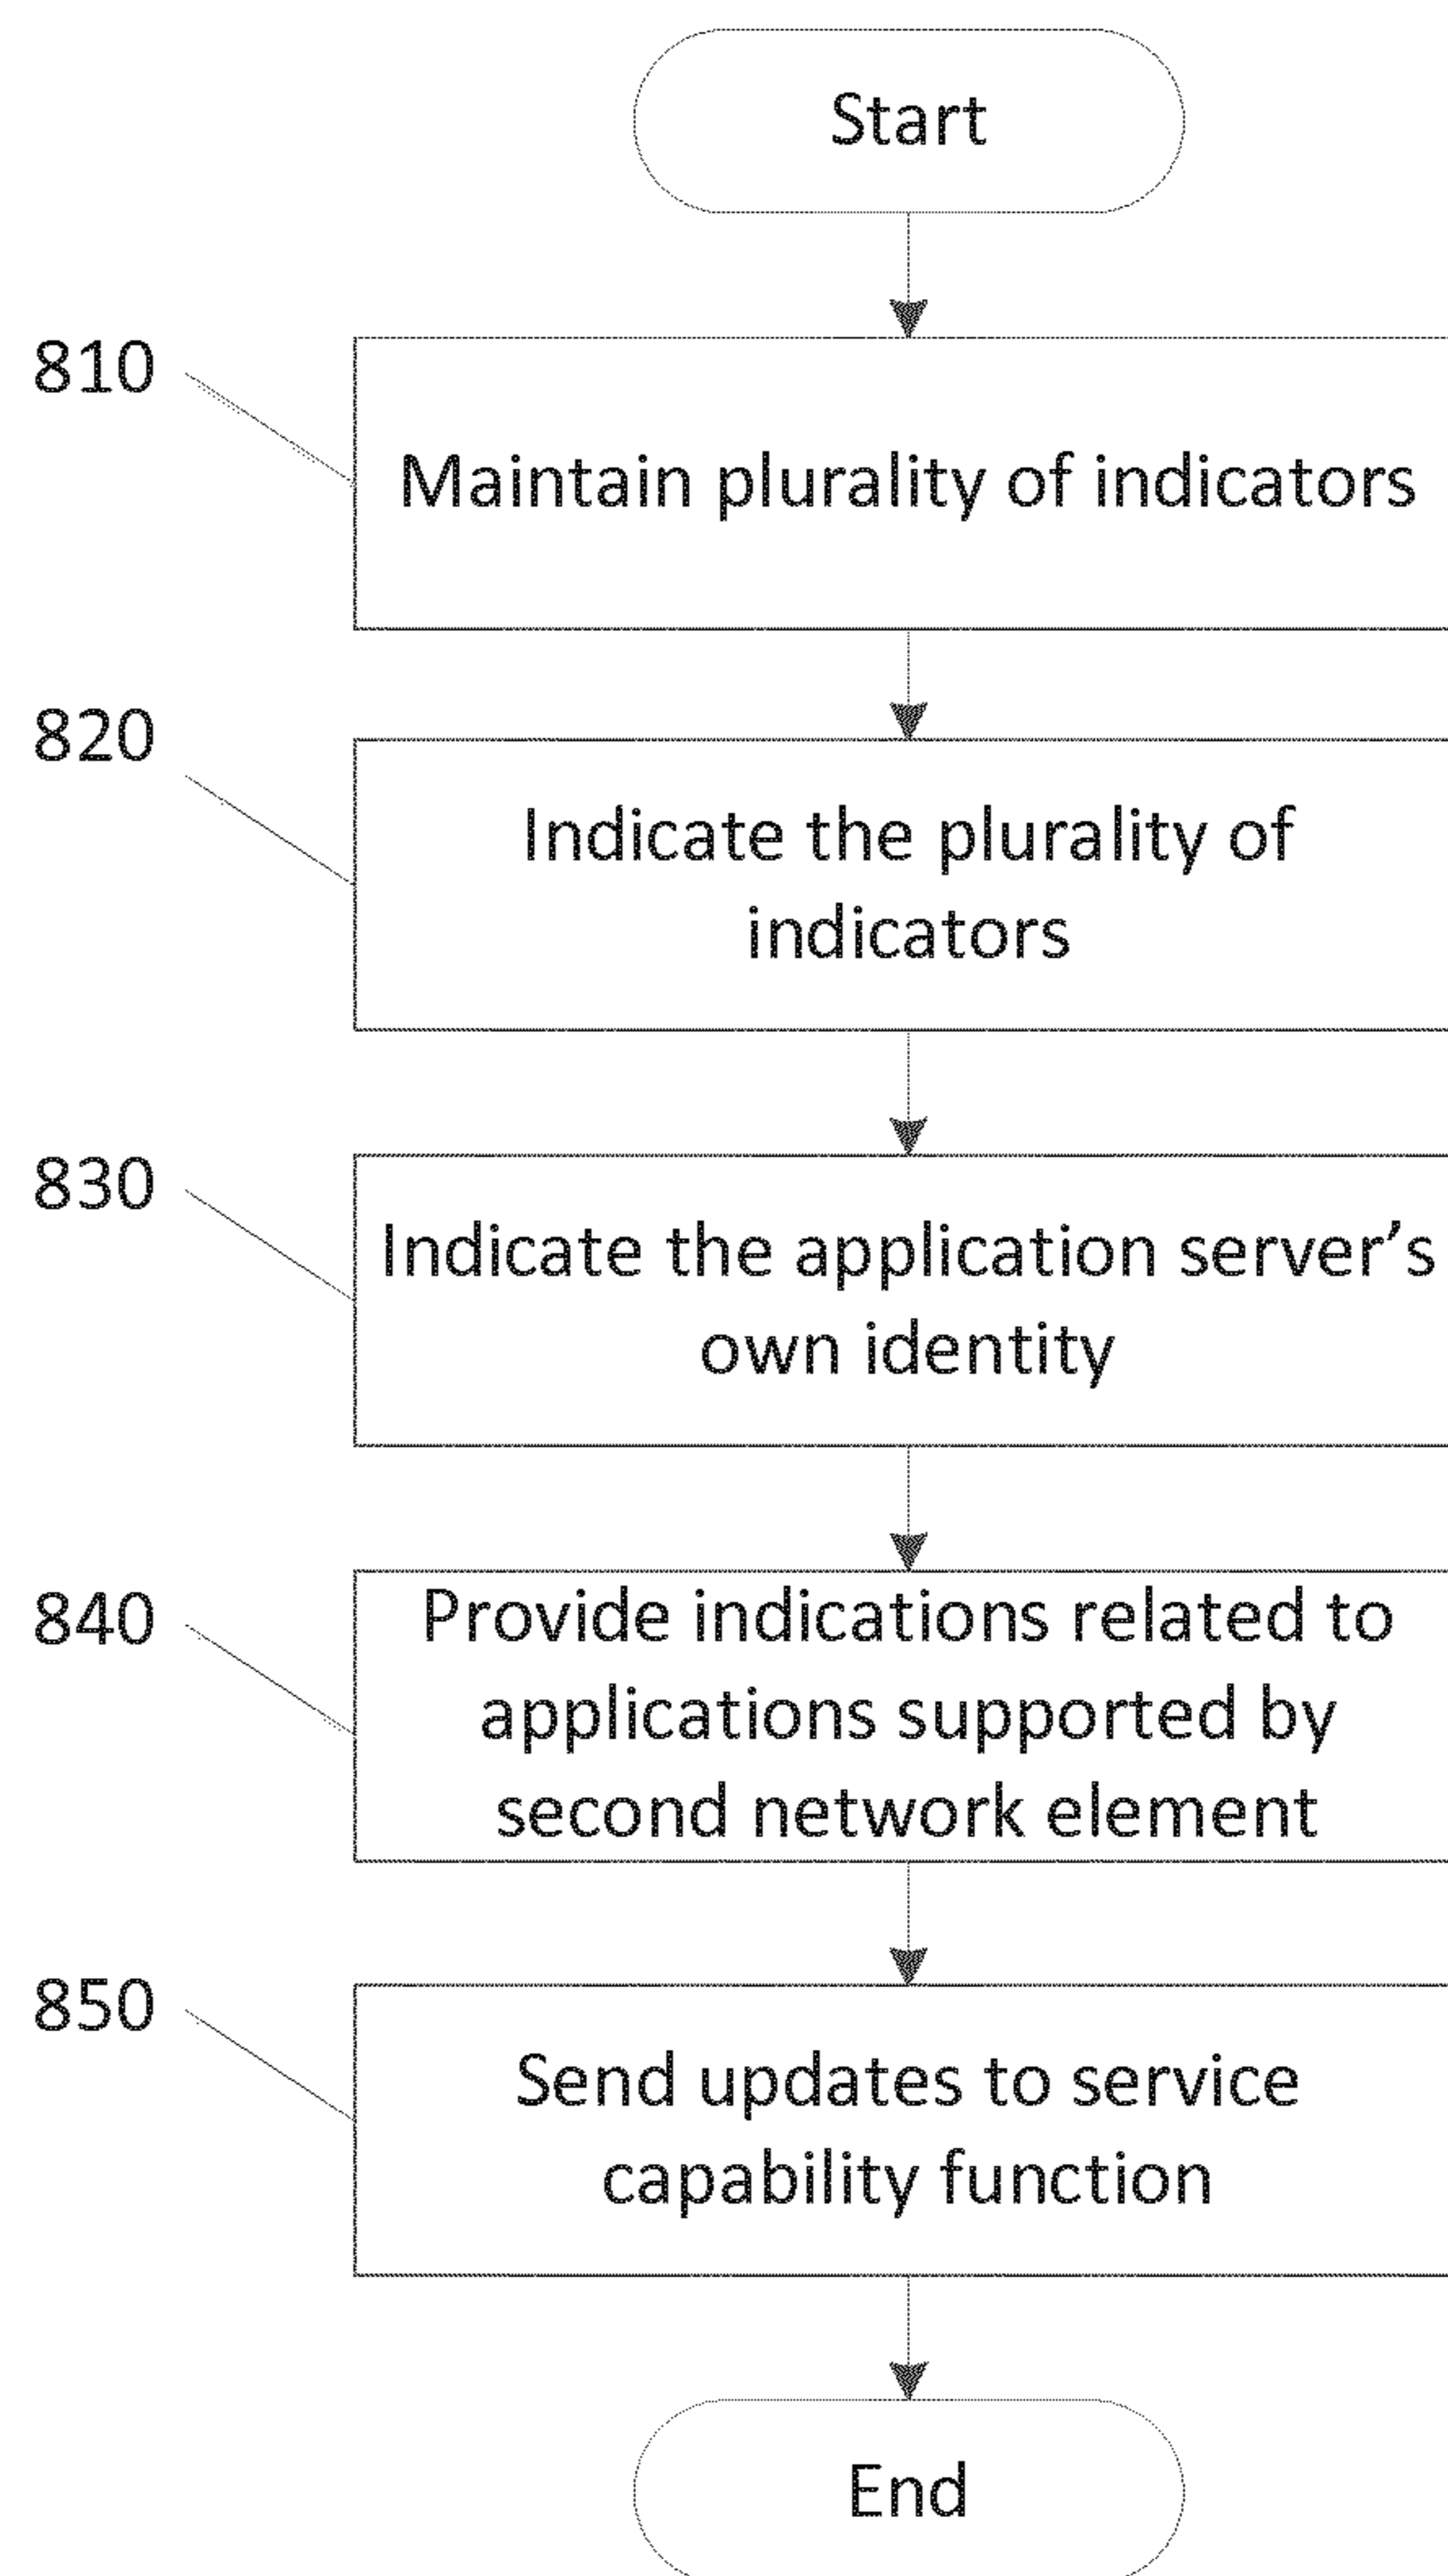 Start
810
Maintain plurality of indicators
820
Indicate the plurality of
indicators
830
Indicate the application server’s
own identity
840
Provide indications related to
applications supported by
second network element
850
Send updates to service
capability function
End